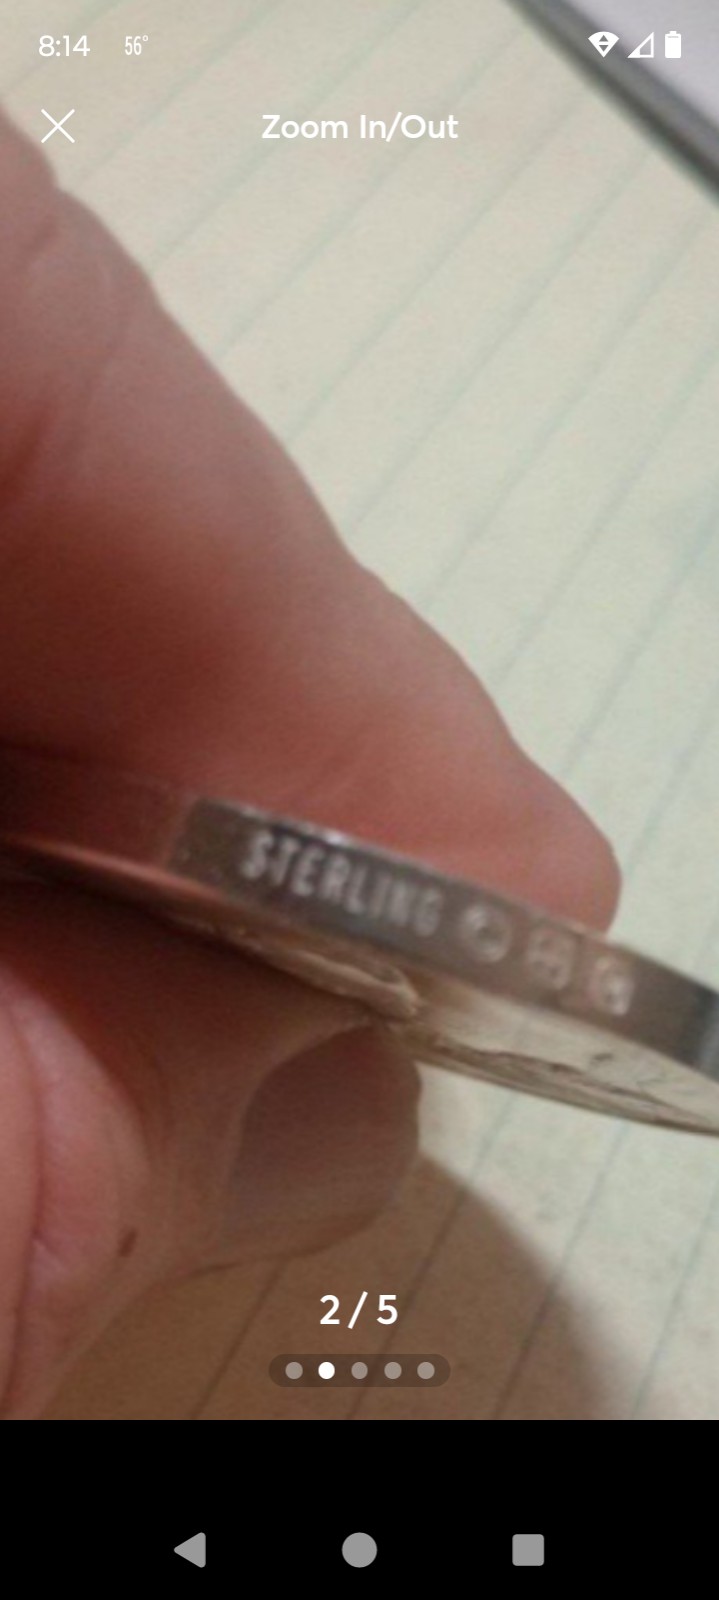 8:14 56°
Zoom In/Out
STERLING ©
2 / 5